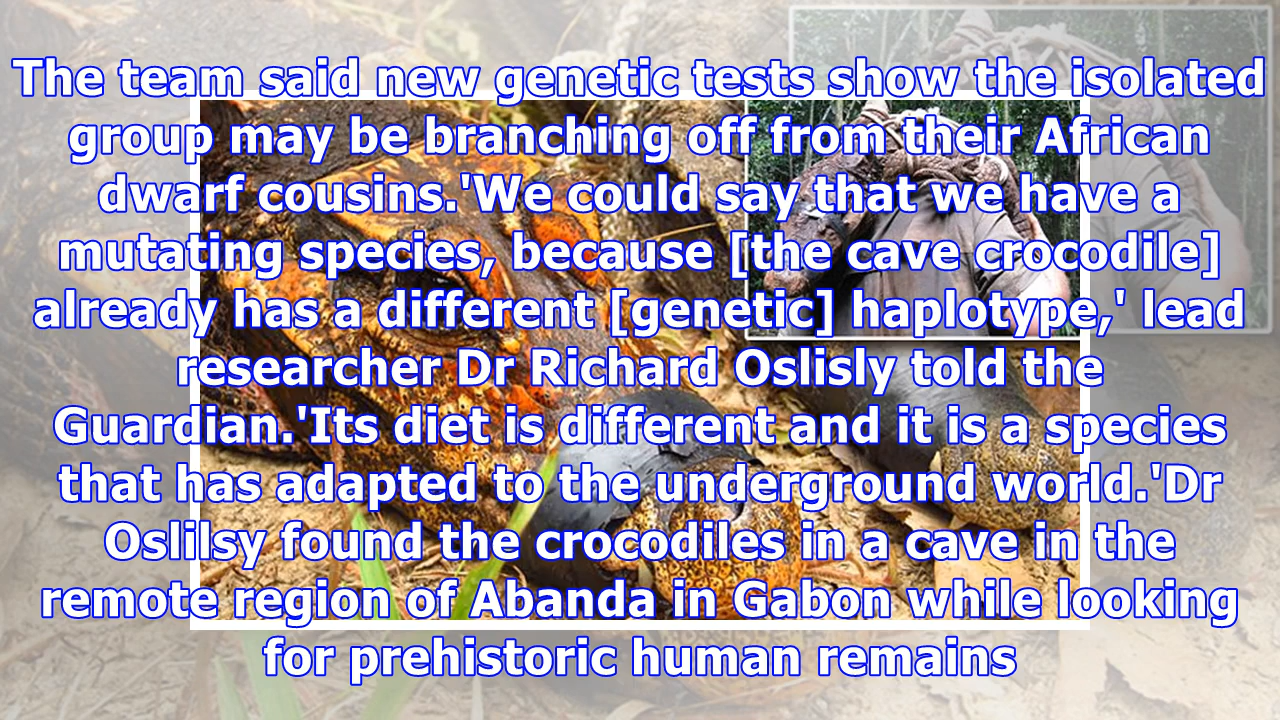 The team said new genetic tests show the isolated
group may be branching off from their African
dwarf cousins.'We could say that we have a
mutating species, because [the cave crocodile]
already has a different [genetic] haplotype,' lead
researcher Dr Richard Oslisly told the
Guardian.'Its diet is different and it is a species
that has adapted to the underground world.'Dr
Oslilsy found the crocodiles in a cave in the
remote region of Abanda in Gabon while looking
for prehistoric human remains